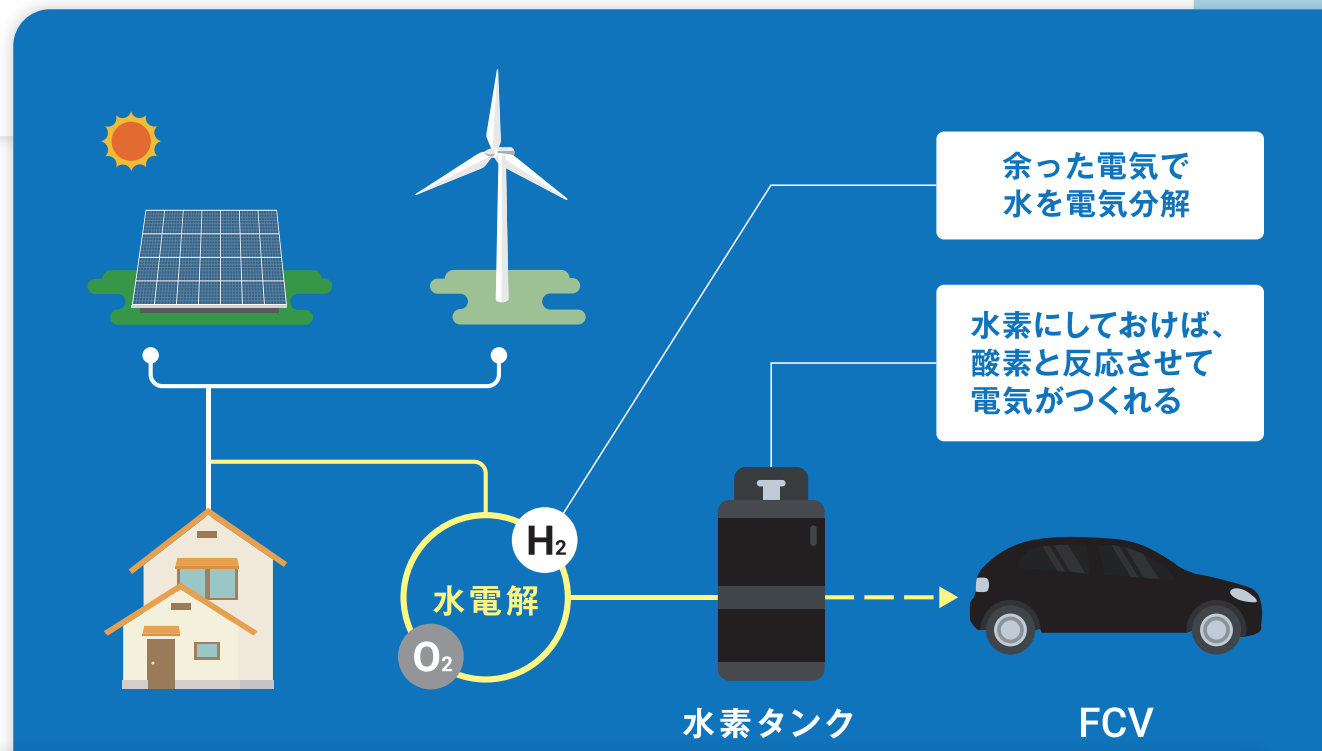 余った電気で
水を電気分解
水素にしておけば、
酸素と反応させて
電気がつくれる
H₂
水電解
O₂
水素タンク
FCV